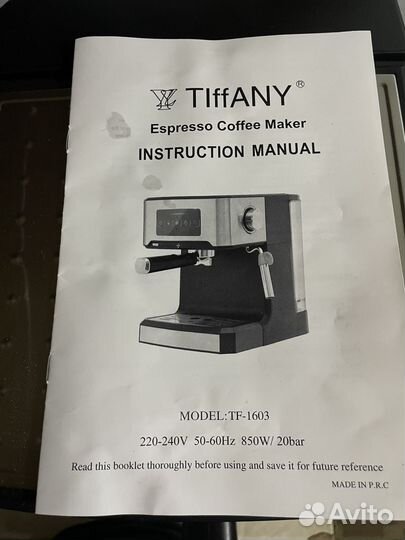 TIffANY®
Espresso Coffee Maker
INSTRUCTION MANUAL
MODEL:TF-1603
220-240V 50-60Hz 850W/ 20bar
Read this booklet thoroughly before using and save it for future reference
MADE IN P.R.C
Avito